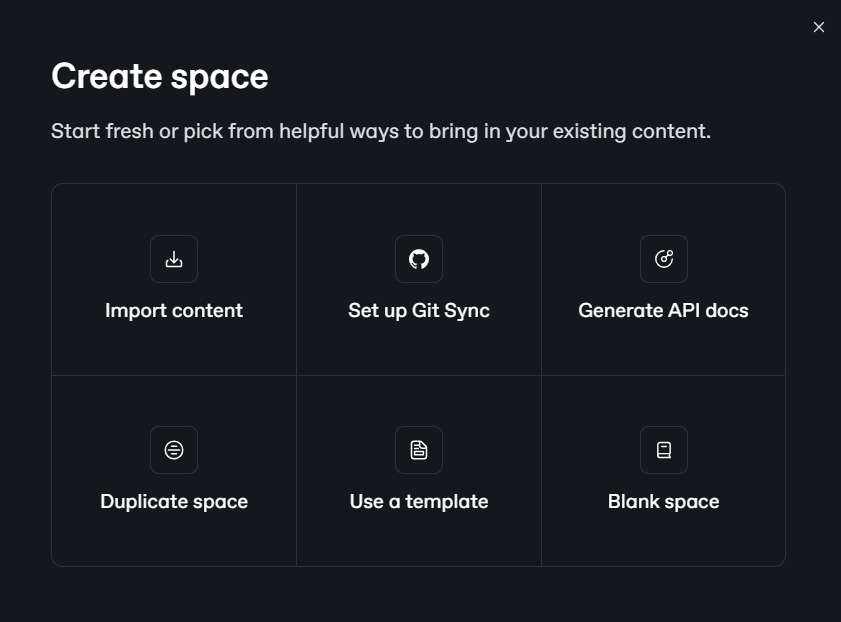 Create space
Start fresh or pick from helpful ways to bring in your existing content.
Import content
Set up Git Sync
Generate API docs
Duplicate space
Use a template
Blank space